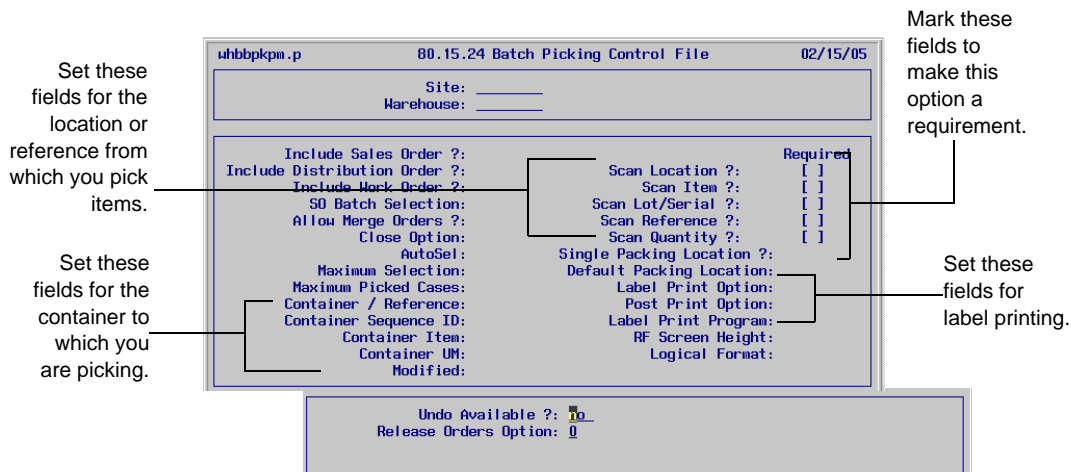 Mark these
fields to
make this
option a
requirement.
Set these
fields for the
location or
reference from
which you pick
items.
Set these
fields for the
container to
which you
are picking.
Set these
fields for
label printing.
whbbpkpm.p 80.15.24 Batch Picking Control File 02/15/05
Site:
Warehouse:
Include Sales Order ?: Required
Include Distribution Order ?: Scan Location ?: [ ]
Include Work Order ?: Scan Item ?: [ ]
SO Batch Selection: Scan Lot/Serial ?: [ ]
Allow Merge Orders ?: Scan Reference ?: [ ]
Close Option: Scan Quantity ?: [ ]
AutoSel: Single Packing Location ?:
Maximum Selection: Default Packing Location:
Maximum Picked Cases: Label Print Option:
Container / Reference: Post Print Option:
Container Sequence ID: Label Print Program:
Container Item: RF Screen Height:
Container UM: Logical Format:
Modified:
Undo Available ?: no
Release Orders Option: 0